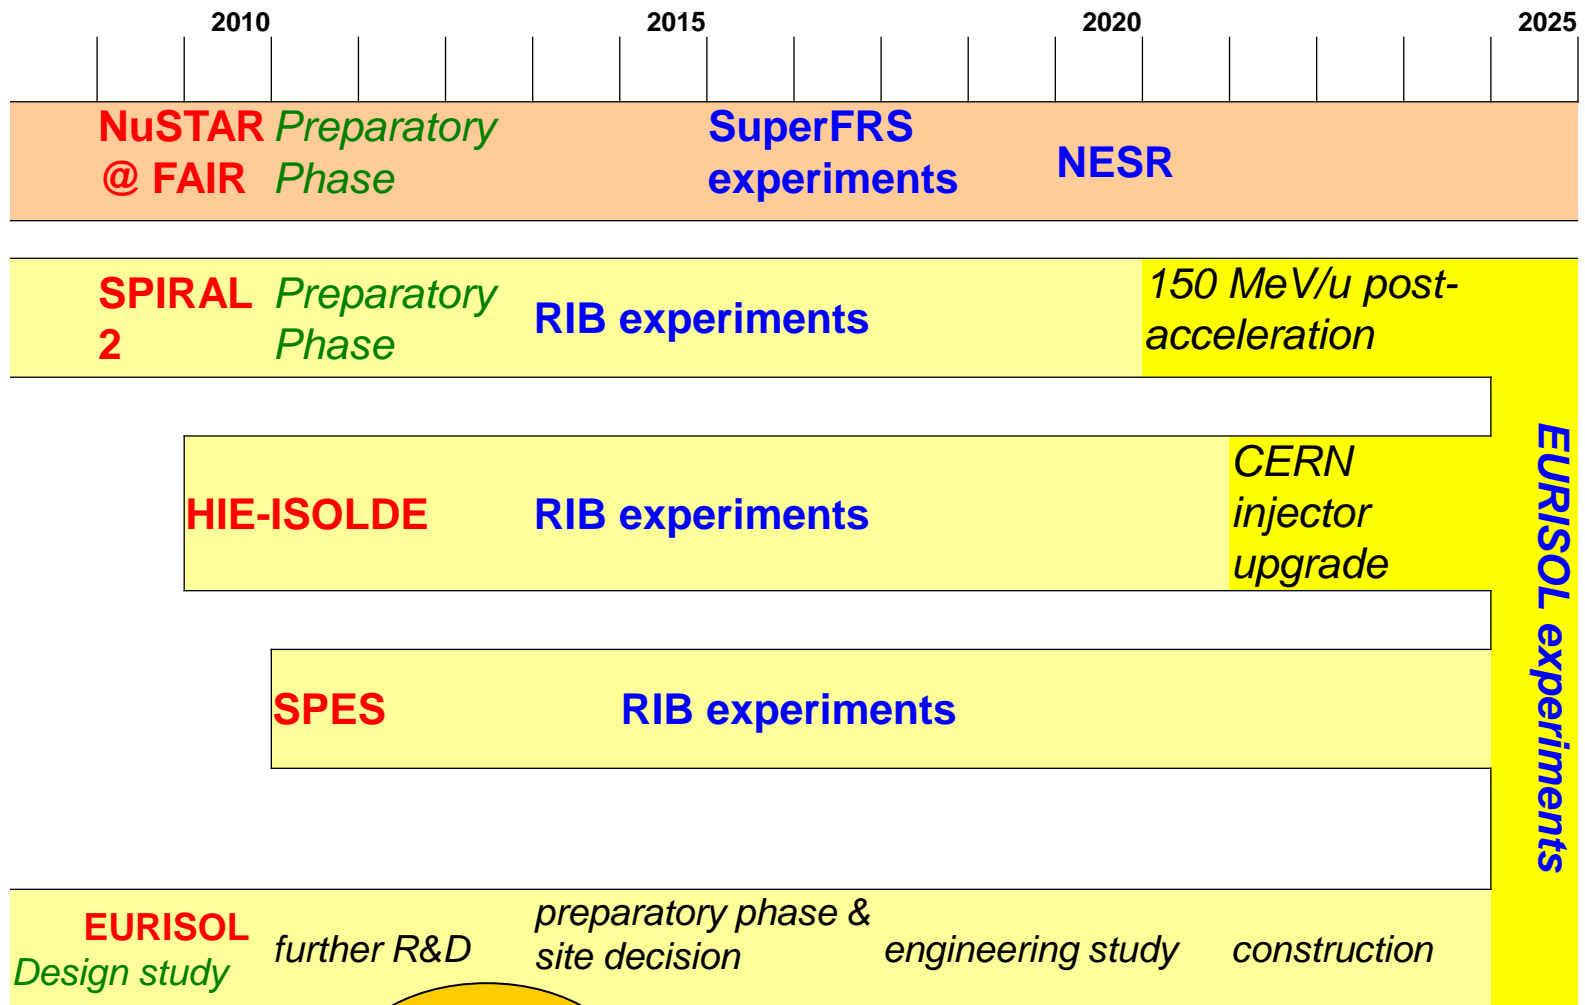 2010 2015 2020 2025
NuSTAR
@ FAIR
Preparatory
Phase
SuperFRS
experiments
NESR
SPIRAL
2
Preparatory
Phase
RIB experiments
150 MeV/u post-
acceleration
HIE-ISOLDE
RIB experiments
CERN
injector
upgrade
EURISOL experiments
SPES
RIB experiments
EURISOL
Design study
further R&D
preparatory phase &
site decision
engineering study
construction